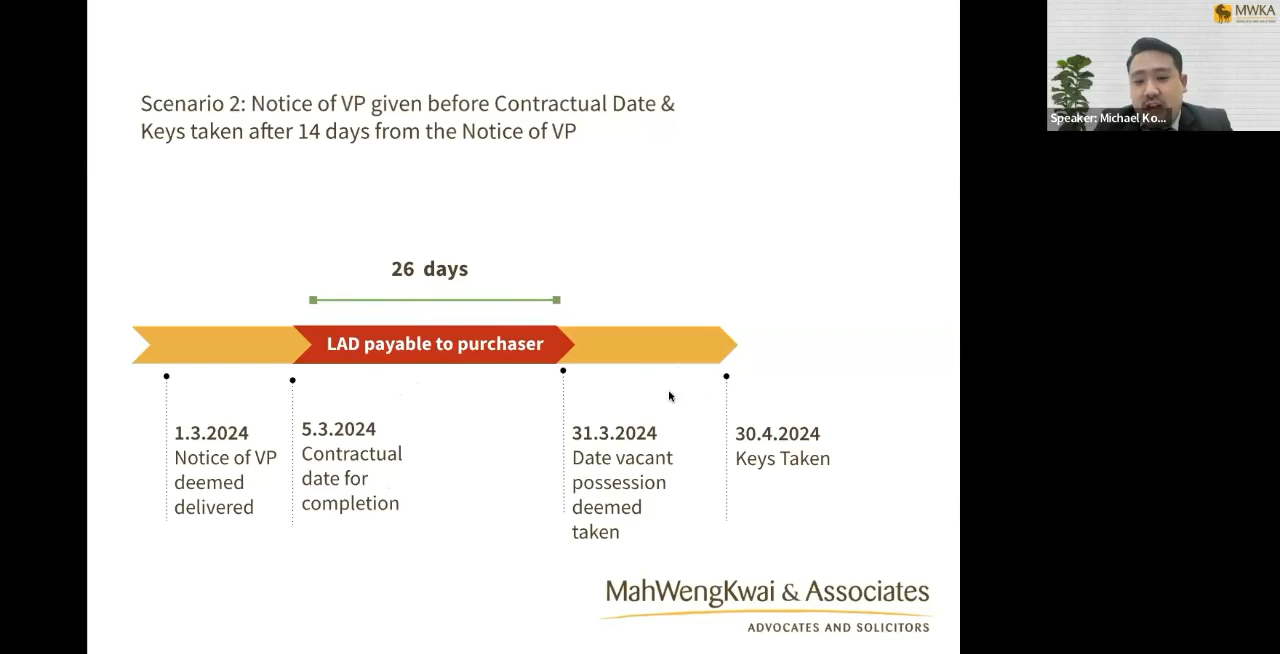 MWKA
Speaker: Michael Ko...
Scenario 2: Notice of VP given before Contractual Date &
Keys taken after 14 days from the Notice of VP
26 days
LAD payable to purchaser
1.3.2024
Notice of VP
deemed
delivered
5.3.2024
Contractual
date for
completion
31.3.2024
Date vacant
possession
deemed
taken
30.4.2024
Keys Taken
MahWengKwai & Associates
ADVOCATES AND SOLICITORS